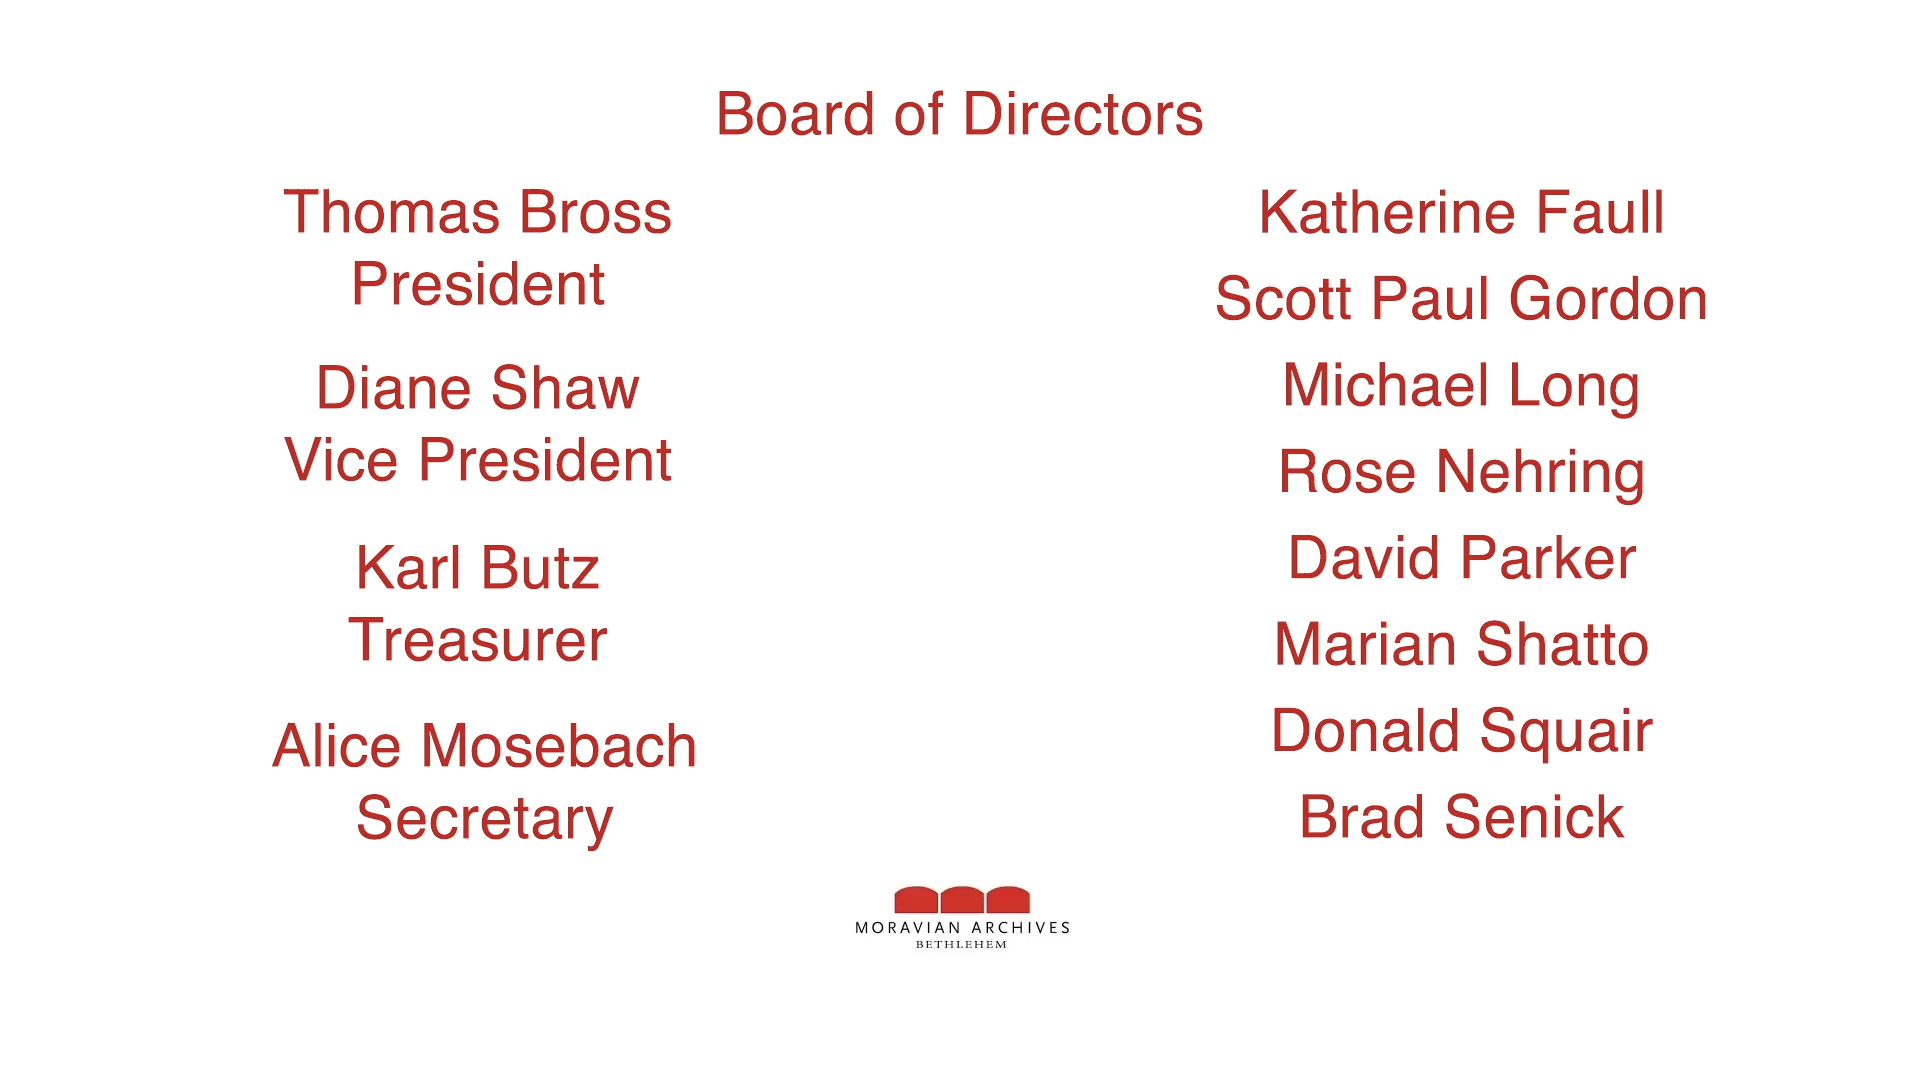 Board of Directors
Thomas Bross
President
Diane Shaw
Vice President
Karl Butz
Treasurer
Alice Mosebach
Secretary
Katherine Faull
Scott Paul Gordon
Michael Long
Rose Nehring
David Parker
Marian Shatto
Donald Squair
Brad Senick
MORAVIAN ARCHIVES
BETHLEHEM